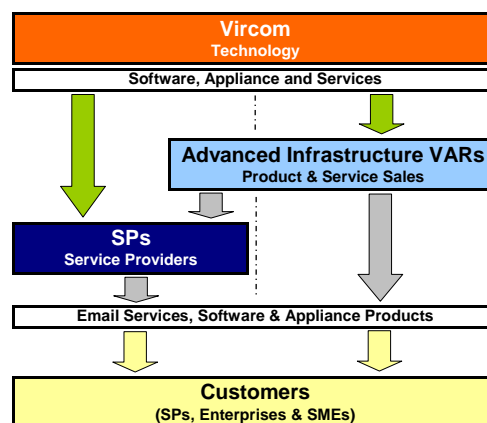 Vircom
Technology
Software, Appliance and Services
Advanced Infrastructure VARs
Product & Service Sales
SPs
Service Providers
Email Services, Software & Appliance Products
Customers
(SPs, Enterprises & SMEs)